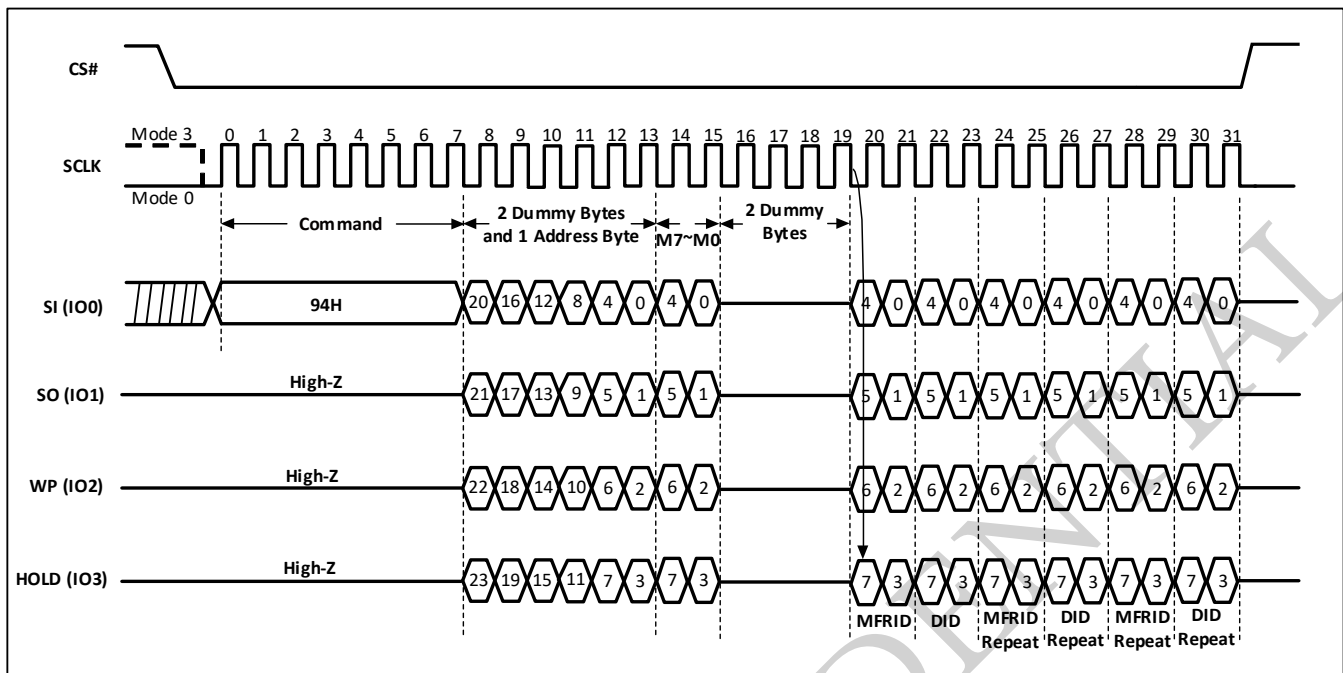 CS#
Mode 3
0 1 2 3 4 5 6 7 8 9 10 11 12 13 14 15 16 17 18 19 20 21 22 23 24 25 26 27 28 29 30 31
SCLK
Mode 0
Command
2 Dummy Bytes
and 1 Address Byte
M7~M0
2 Dummy
Bytes
SI (IO0)
94H
20 16 12 8 4 0 4 0 4 0 4 0 4 0 4 0 4 0 4 0
SO (IO1)
High-Z
21 17 13 9 5 1 5 1 5 1 5 1 5 1 5 1 5 1 5 1
WP (IO2)
High-Z
22 18 14 10 6 2 6 2 6 2 6 2 6 2 6 2 6 2 6 2
HOLD (IO3)
High-Z
23 19 15 11 7 3 7 3 7 3 7 3 7 3 7 3 7 3 7 3
MFRID
DID
MFRID
Repeat
DID
Repeat
MFRID
Repeat
DID
Repeat
DENTIAL